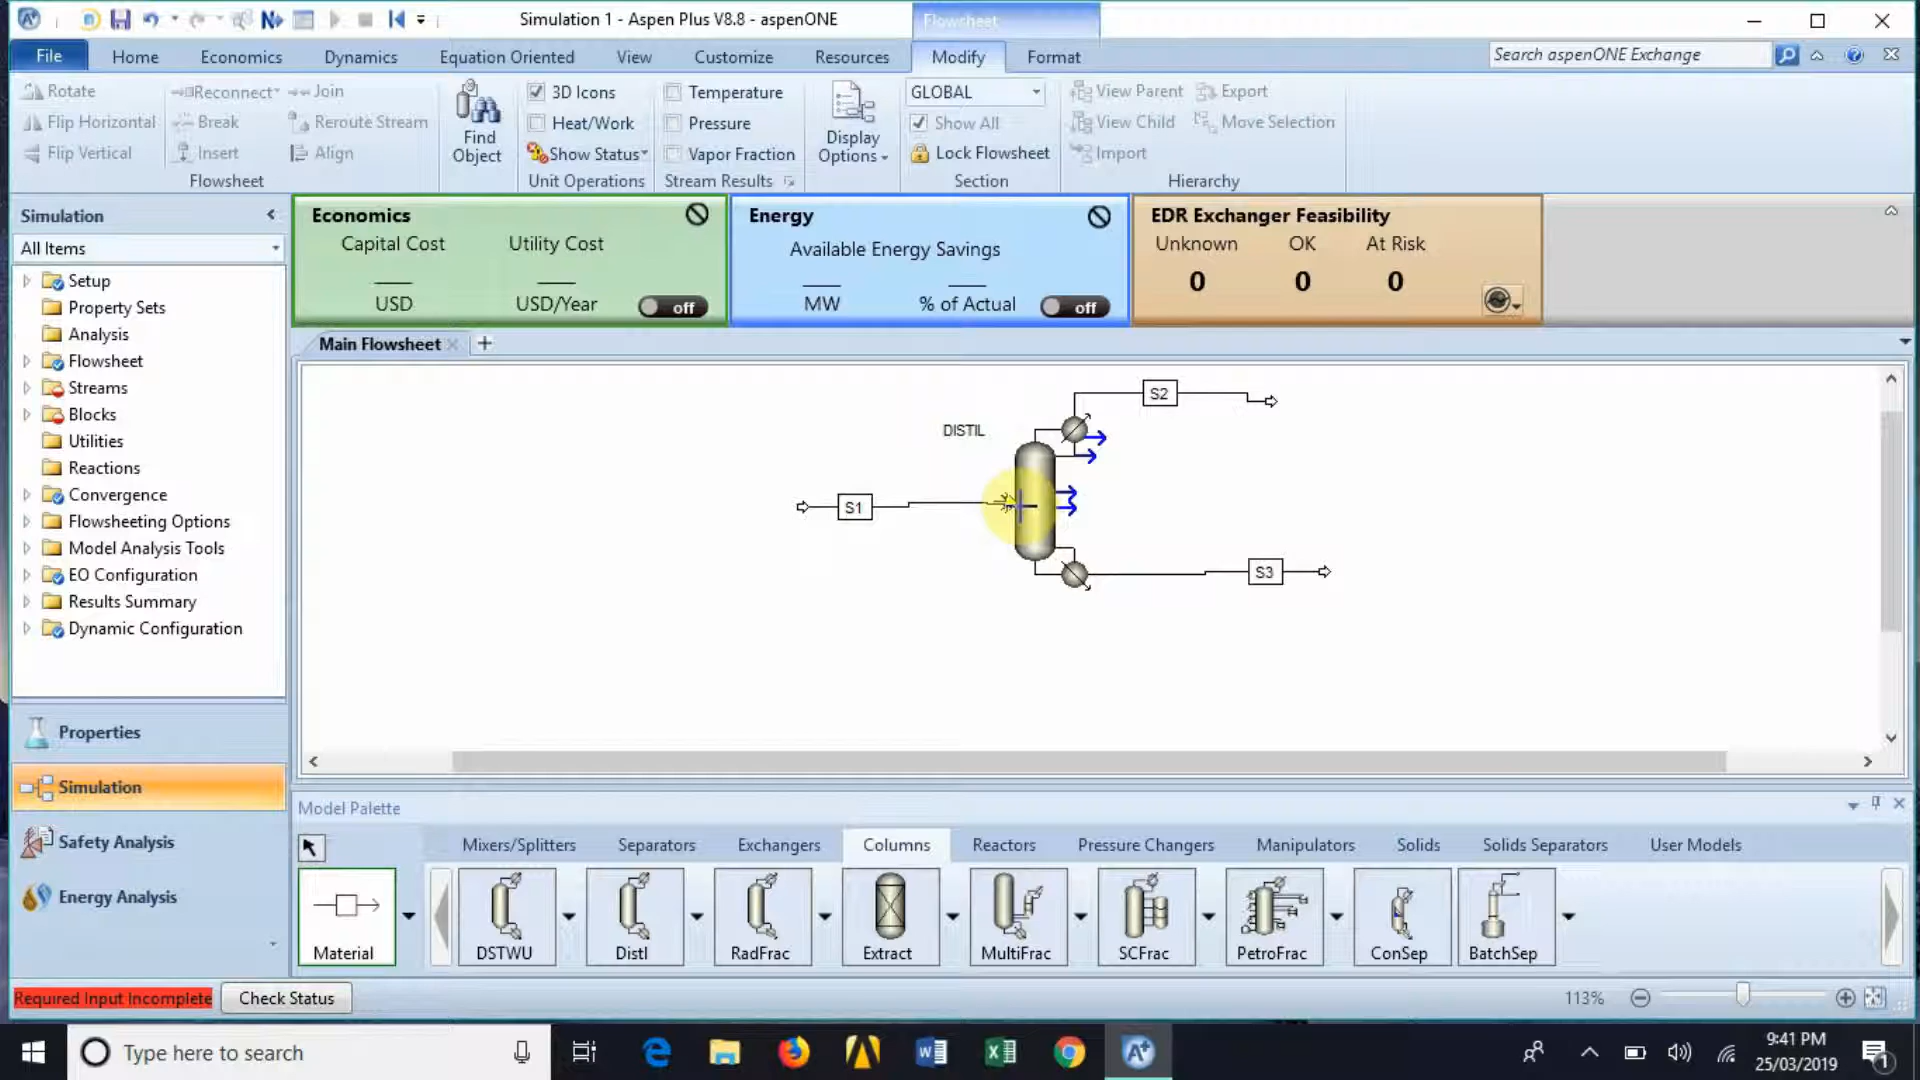 Simulation 1 - Aspen Plus V8.8 - aspenONE
Flowsheet
File Home Economics Dynamics Equation Oriented View Customize Resources Modify Format
Search aspenONE Exchange
Rotate Reconnect Join
Flip Horizontal Break Reroute Stream
Flip Vertical Insert Align
Flowsheet
Find Object
3D Icons
Heat/Work
Show Status
Unit Operations
Temperature
Pressure
Vapor Fraction
Stream Results
Display Options
GLOBAL
Show All
Lock Flowsheet
Section
View Parent Export
View Child Move Selection
Import
Hierarchy
Simulation
All Items
Setup
Property Sets
Analysis
Flowsheet
Streams
Blocks
Utilities
Reactions
Convergence
Flowsheeting Options
Model Analysis Tools
EO Configuration
Results Summary
Dynamic Configuration
Properties
Simulation
Safety Analysis
Energy Analysis
Economics
Capital Cost Utility Cost
USD USD/Year off
Energy
Available Energy Savings
MW % of Actual off
EDR Exchanger Feasibility
Unknown OK At Risk
0 0 0
Main Flowsheet
S2
DISTIL
S1
S3
Model Palette
Mixers/Splitters Separators Exchangers Columns Reactors Pressure Changers Manipulators Solids Solids Separators User Models
Material DSTWU Distl RadFrac Extract MultiFrac SCFrac PetroFrac ConSep BatchSep
Required Input Incomplete Check Status
113%
Type here to search
9:41 PM
25/03/2019
1